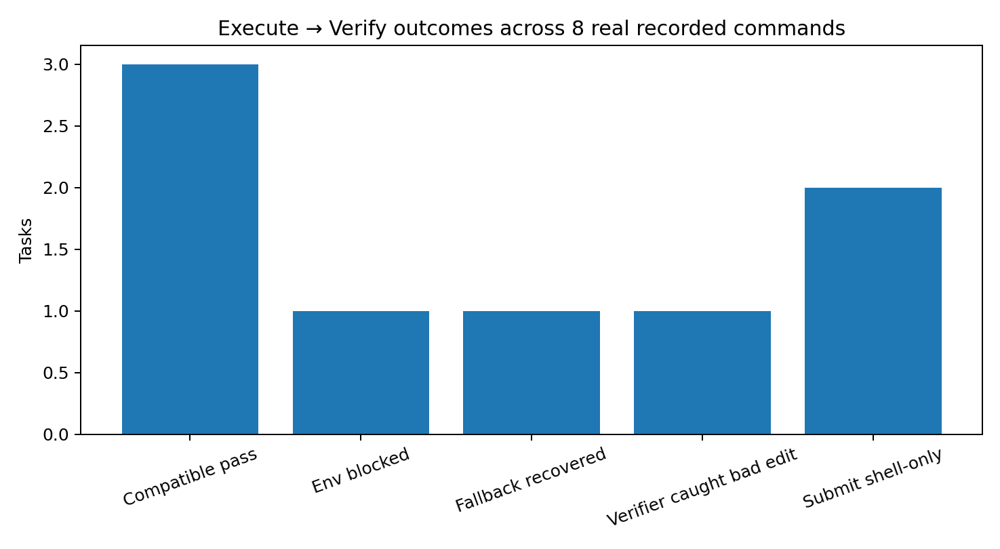 Execute → Verify outcomes across 8 real recorded commands
Tasks
3.0
2.5
2.0
1.5
1.0
0.5
0.0
Compatible pass
Env blocked
Fallback recovered
Verifier caught bad edit
Submit shell-only